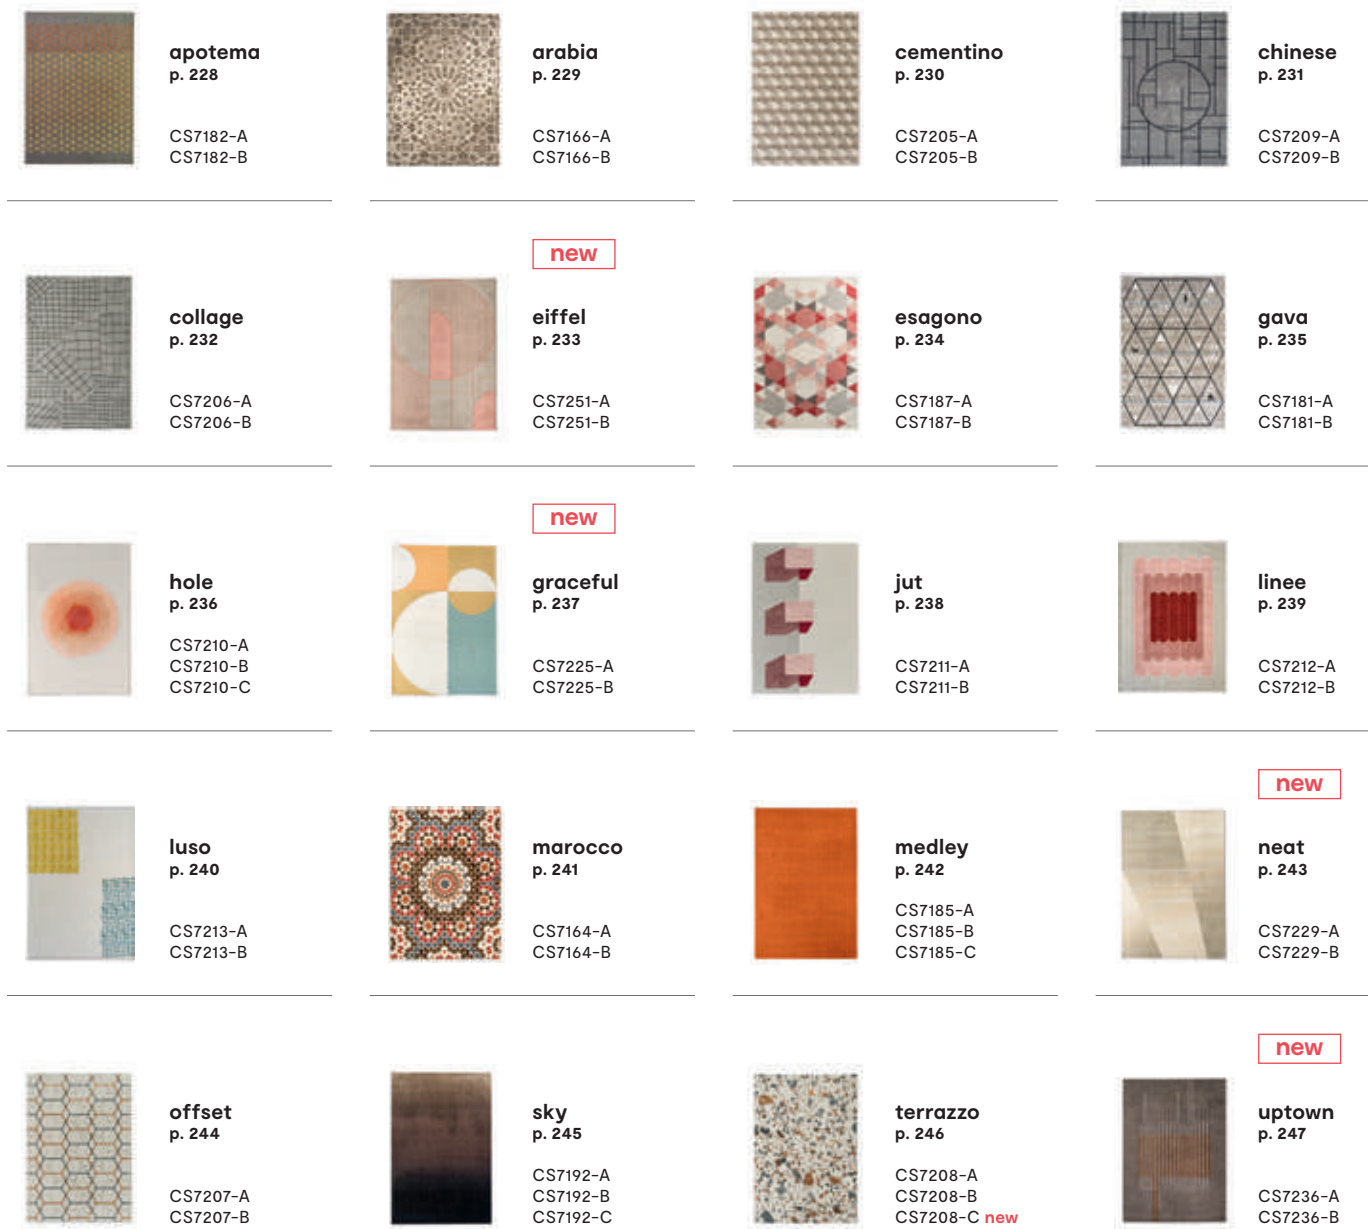 apotema
p. 228
CS7182-A
CS7182-B
arabia
p. 229
CS7166-A
CS7166-B
cementino
p. 230
CS7205-A
CS7205-B
chinese
p. 231
CS7209-A
CS7209-B
collage
p. 232
CS7206-A
CS7206-B
new
eiffel
p. 233
CS7251-A
CS7251-B
esagono
p. 234
CS7187-A
CS7187-B
gava
p. 235
CS7181-A
CS7181-B
hole
p. 236
CS7210-A
CS7210-B
CS7210-C
new
graceful
p. 237
CS7225-A
CS7225-B
jut
p. 238
CS7211-A
CS7211-B
linee
p. 239
CS7212-A
CS7212-B
luso
p. 240
CS7213-A
CS7213-B
marocco
p. 241
CS7164-A
CS7164-B
medley
p. 242
CS7185-A
CS7185-B
CS7185-C
new
neat
p. 243
CS7229-A
CS7229-B
offset
p. 244
CS7207-A
CS7207-B
sky
p. 245
CS7192-A
CS7192-B
CS7192-C
terrazzo
p. 246
CS7208-A
CS7208-B
CS7208-C new
new
uptown
p. 247
CS7236-A
CS7236-B